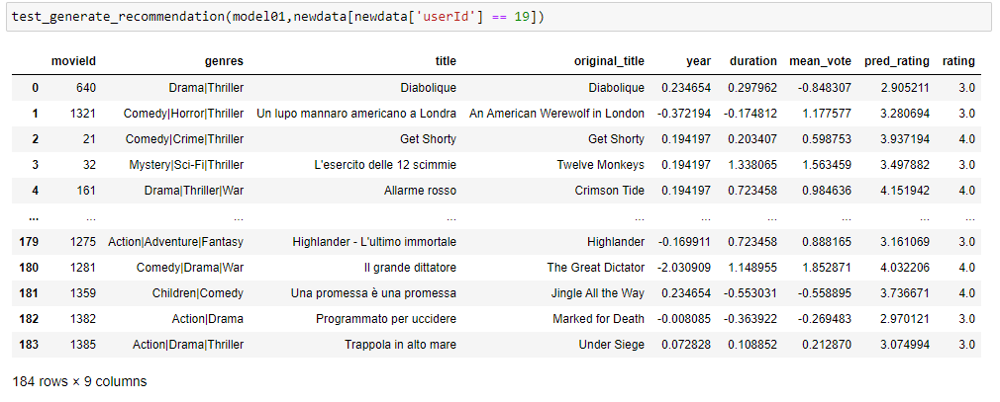 test_generate_recommendation(model01,newdata[newdata['userId'] == 19])
movieId genres title original_title year duration mean_vote pred_rating rating
0 640 Drama|Thriller Diabolique Diabolique 0.234654 0.297962 -0.848307 2.905211 3.0
1 1321 Comedy|Horror|Thriller Un lupo mannaro americano a Londra An American Werewolf in London -0.372194 -0.174812 1.177577 3.280694 3.0
2 21 Comedy|Crime|Thriller Get Shorty Get Shorty 0.194197 0.203407 0.598753 3.937194 4.0
3 32 Mystery|Sci-Fi|Thriller L'esercito delle 12 scimmie Twelve Monkeys 0.194197 1.338065 1.563459 3.497882 3.0
4 161 Drama|Thriller|War Allarme rosso Crimson Tide 0.194197 0.723458 0.984636 4.151942 4.0
... ... ... ... ... ... ... ... ... ...
179 1275 Action|Adventure|Fantasy Highlander - L'ultimo immortale Highlander -0.169911 0.723458 0.888165 3.161069 3.0
180 1281 Comedy|Drama|War Il grande dittatore The Great Dictator -2.030909 1.148955 1.852871 4.032206 4.0
181 1359 Children|Comedy Una promessa è una promessa Jingle All the Way 0.234654 -0.553031 -0.558895 3.736671 4.0
182 1382 Action|Drama Programmato per uccidere Marked for Death -0.008085 -0.363922 -0.269483 2.970121 3.0
183 1385 Action|Drama|Thriller Trappola in alto mare Under Siege 0.072828 0.108852 0.212870 3.074994 3.0
184 rows × 9 columns